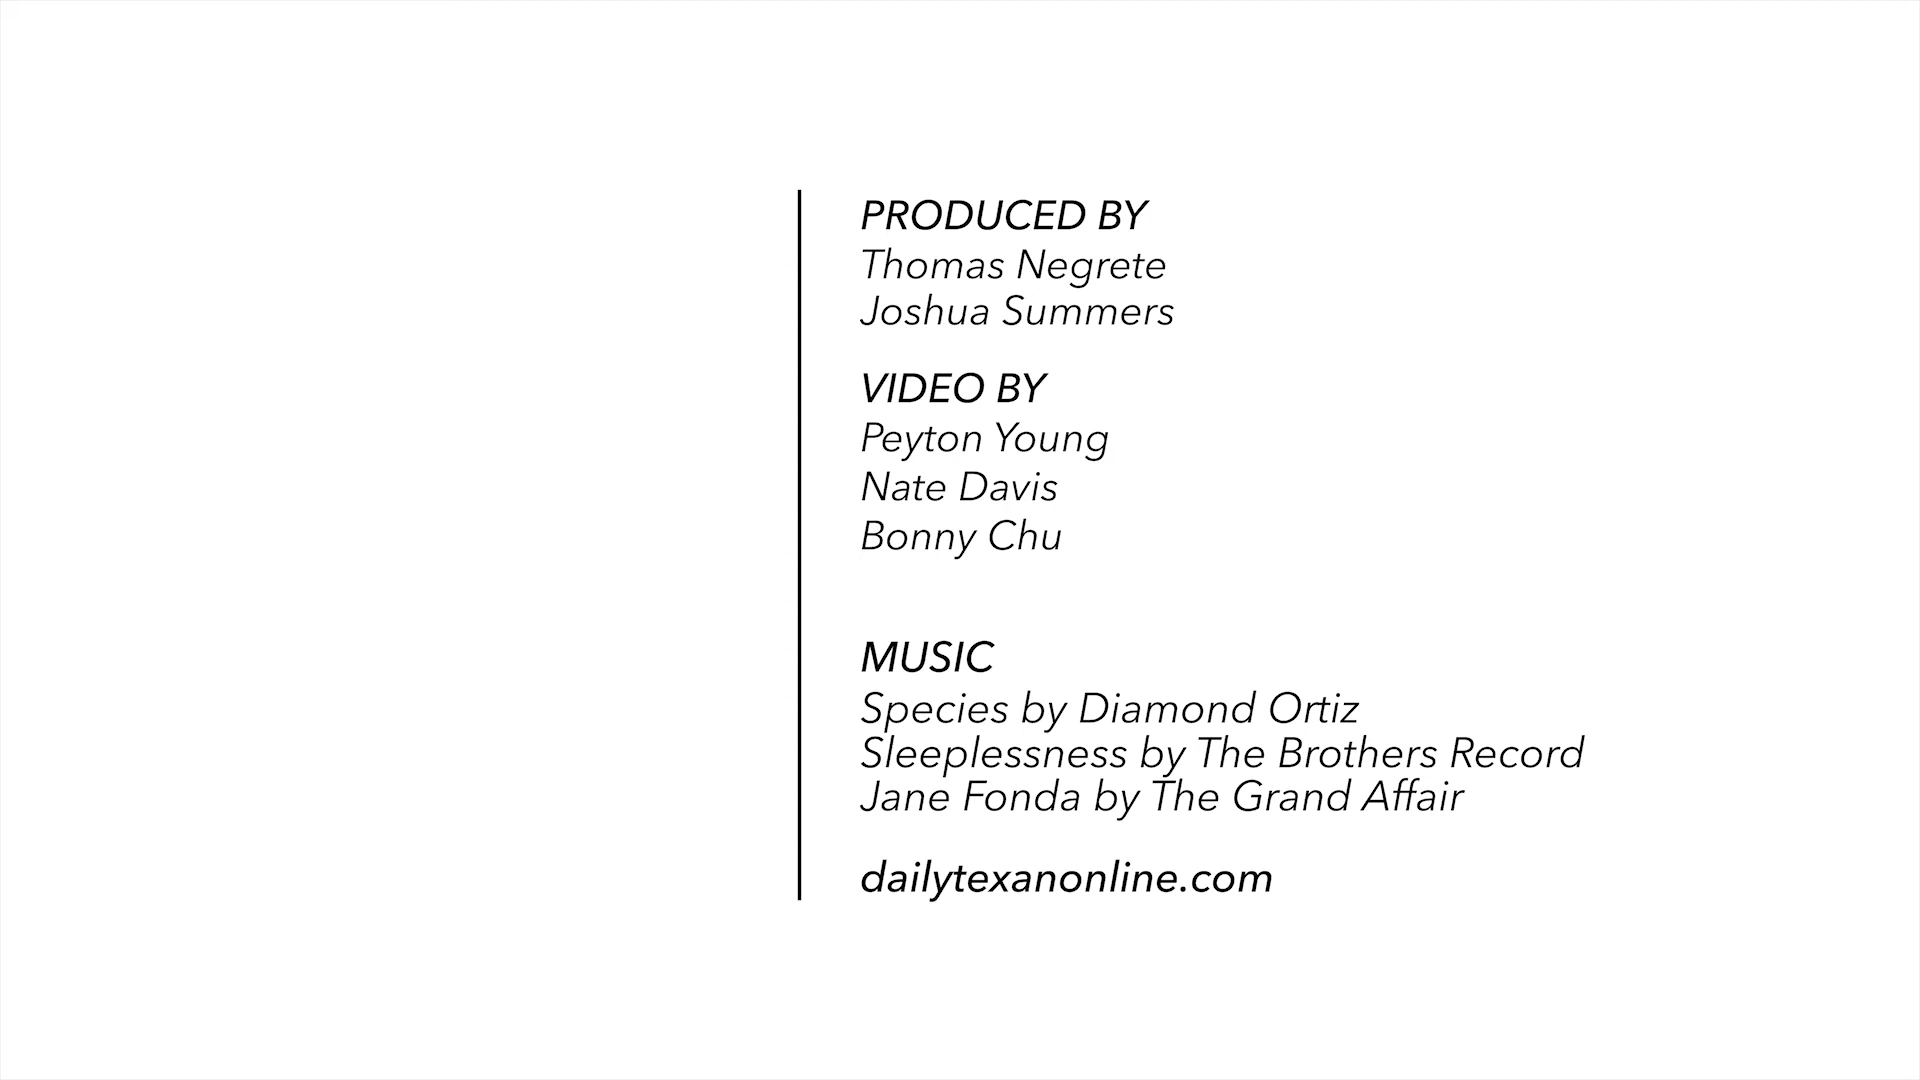 PRODUCED BY
Thomas Negrete
Joshua Summers
VIDEO BY
Peyton Young
Nate Davis
Bonny Chu
MUSIC
Species by Diamond Ortiz
Sleeplessness by The Brothers Record
Jane Fonda by The Grand Affair
dailytexanonline.com